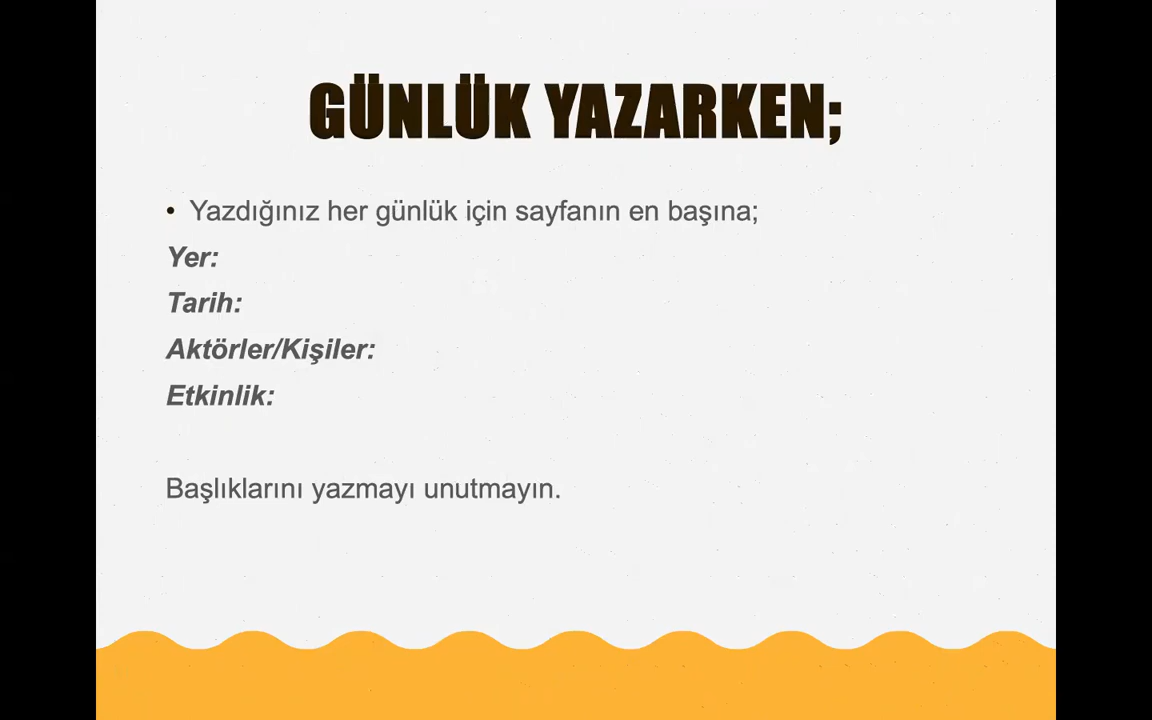 GÜNLÜK YAZARKEN;
• Yazdığınız her günlük için sayfanın en başına;
Yer:
Tarih:
Aktörler/Kişiler:
Etkinlik:
Başlıklarını yazmayı unutmayın.